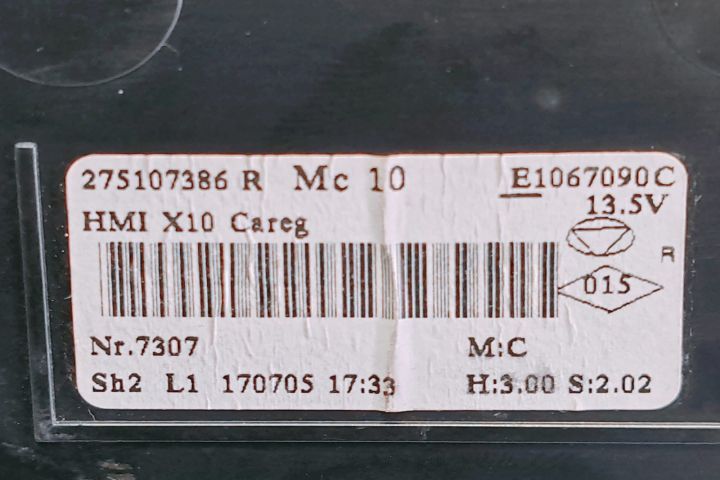 275107386 R Mc 10 E1067090C
13.5V
HMI X10 Careg
R
015
Nr.7307 M:C
Sh2 L1 170705 17:33 H:3.00 S:2.02